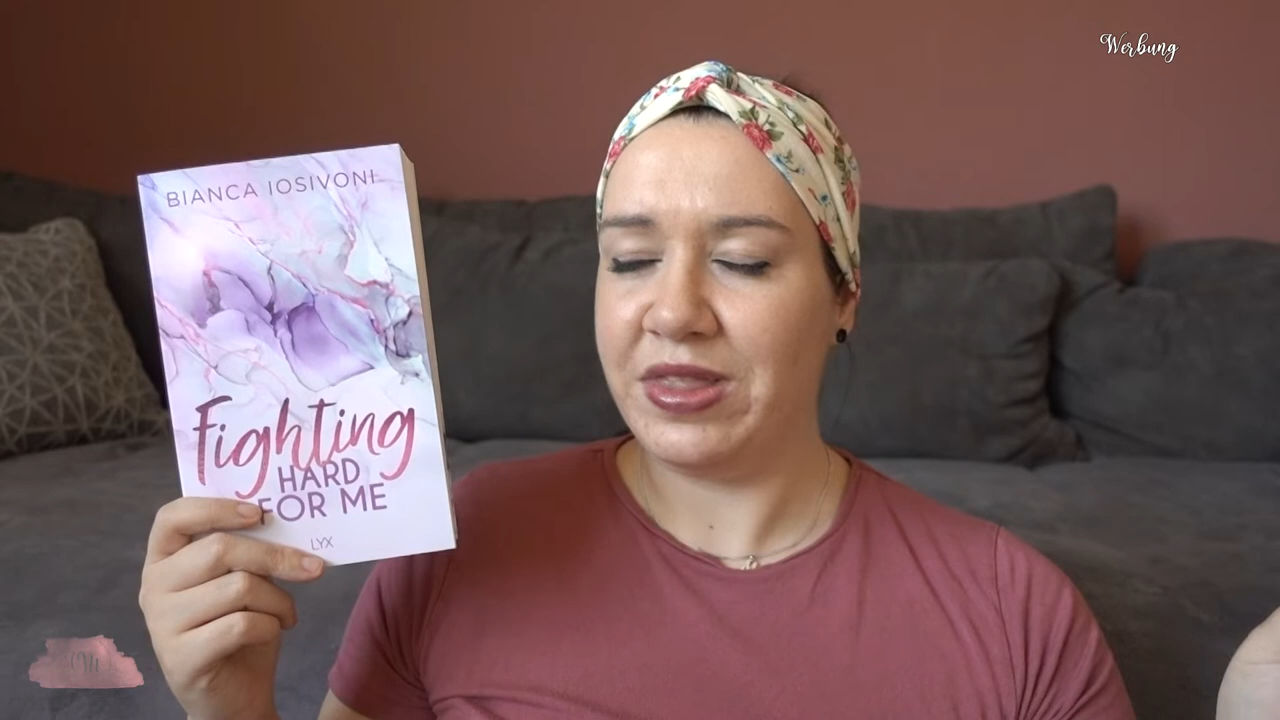 Werbung
BIANCA IOSIVONI
Fighting
HARD
FOR ME
LYX